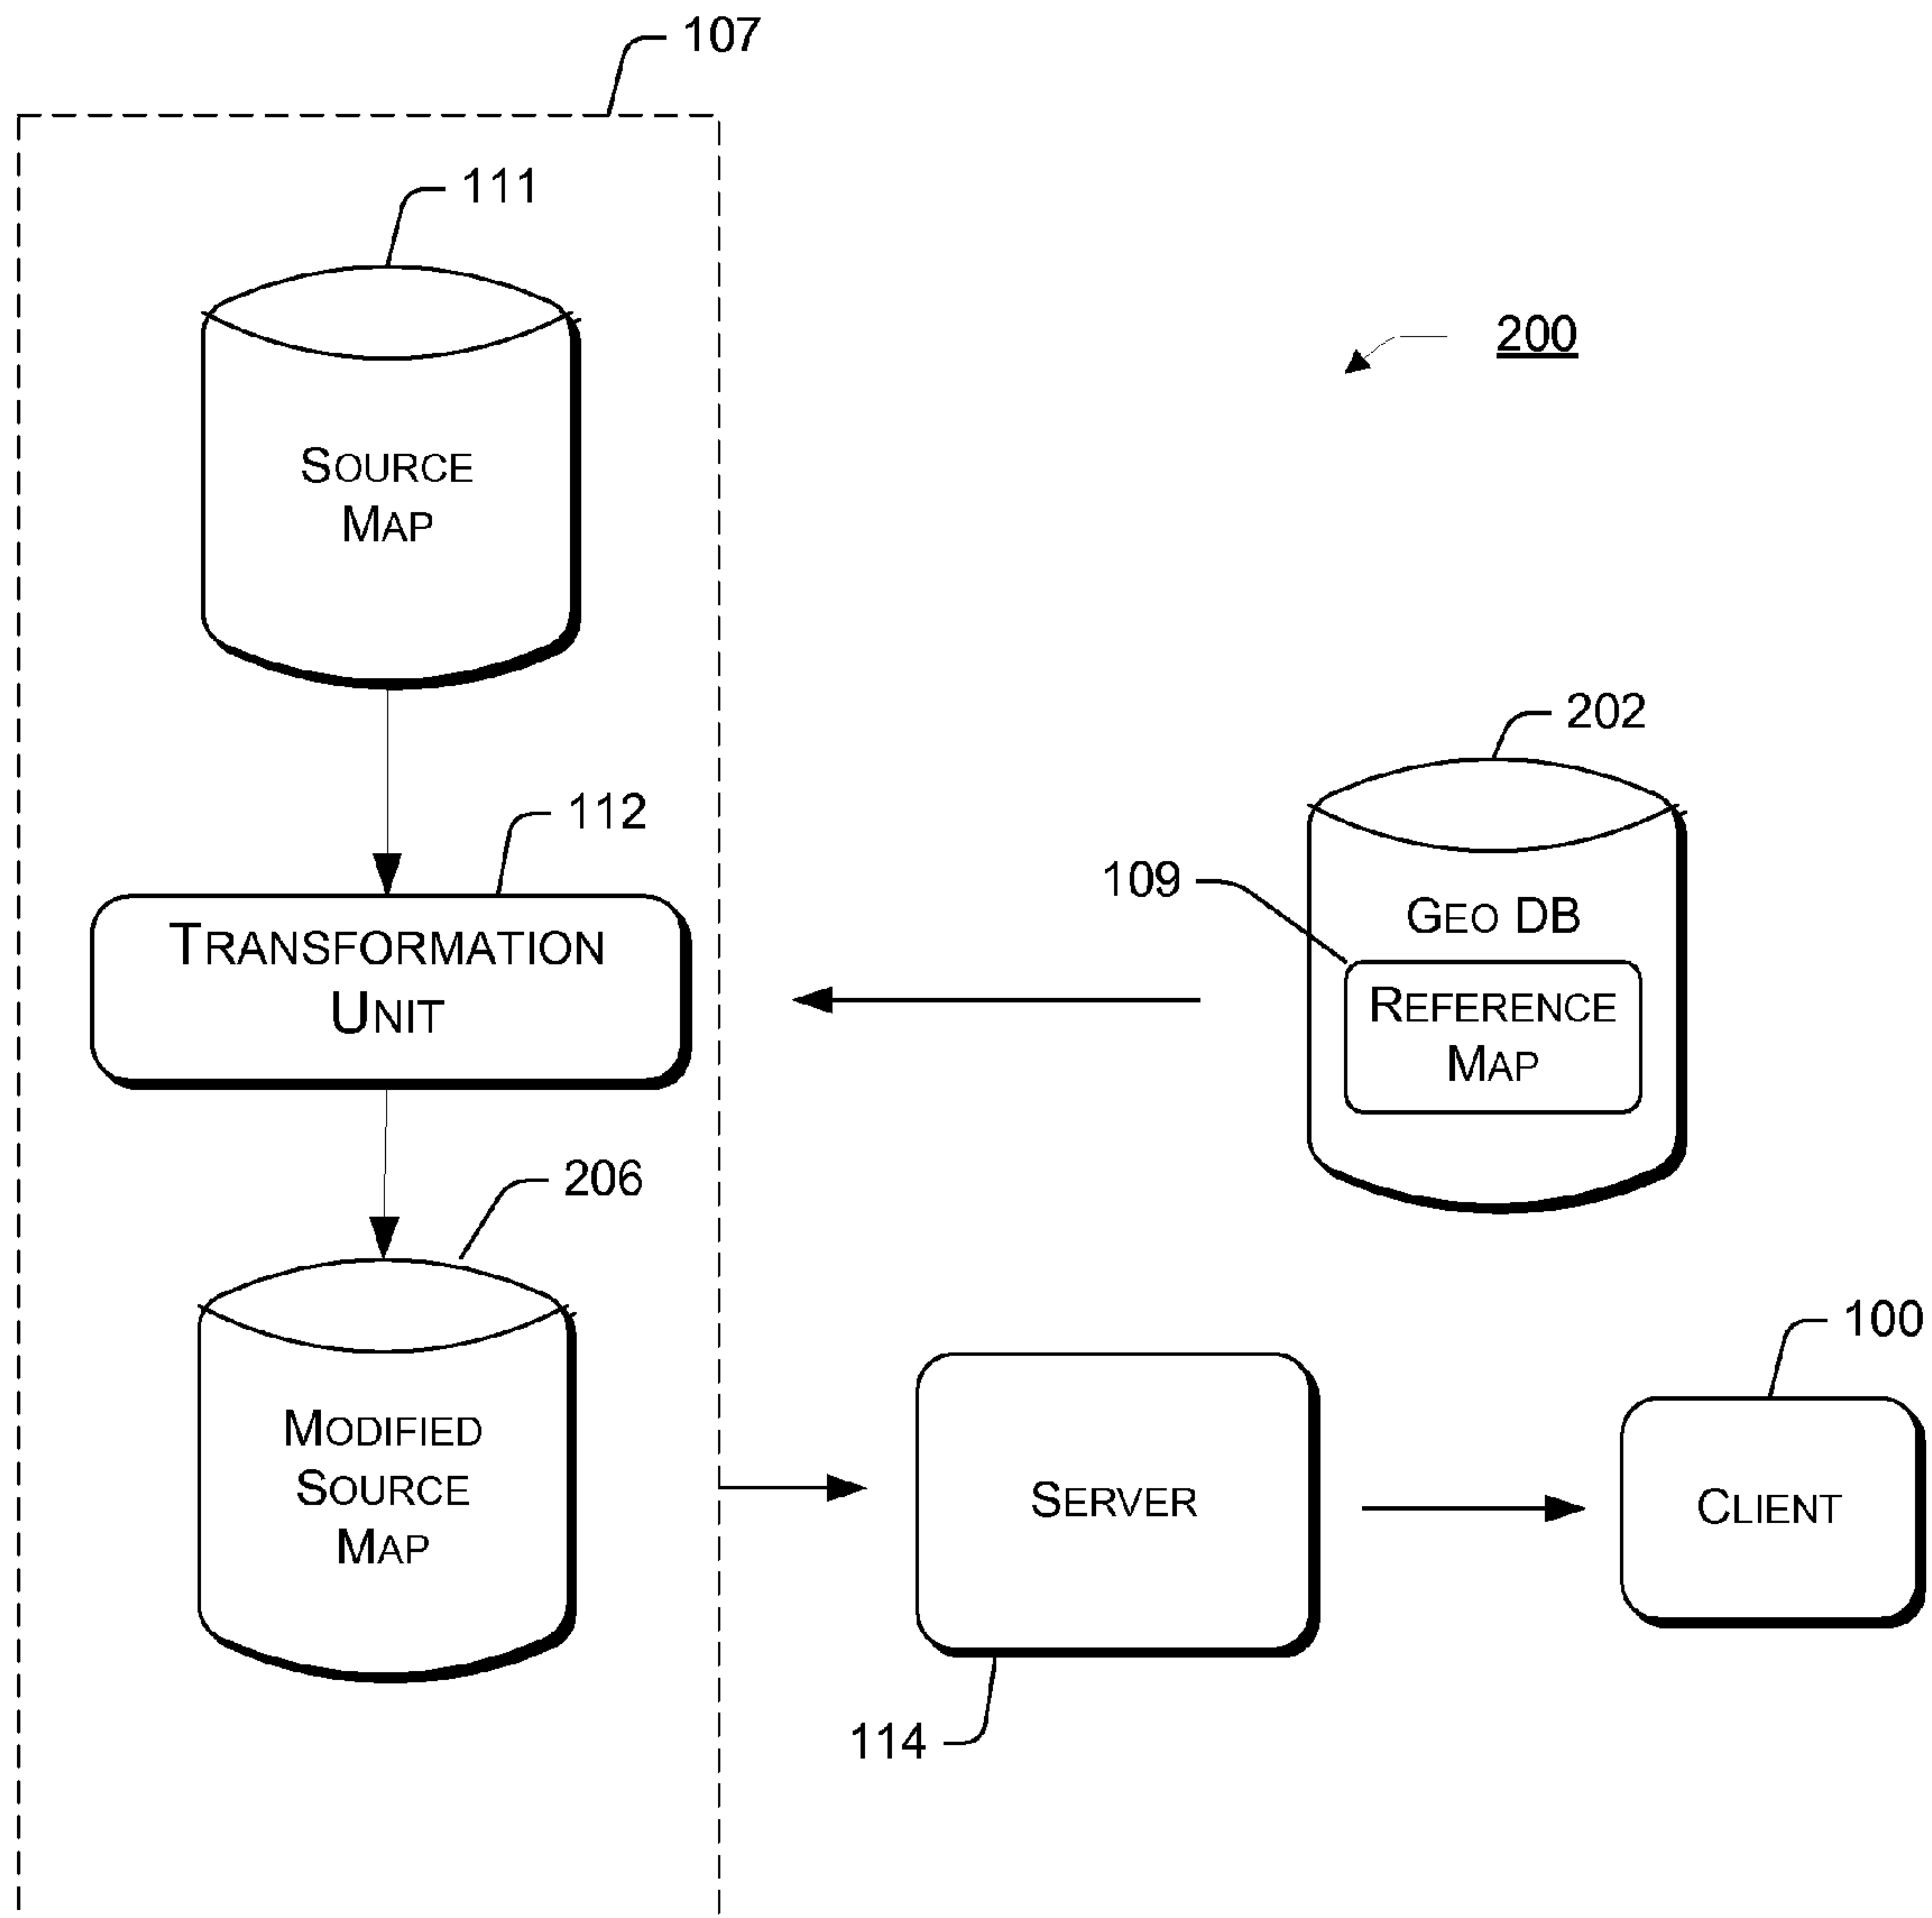 107
111
200
SOURCE
MAP
202
112
109
GEO DB
TRANSFORMATION
UNIT
REFERENCE
MAP
206
100
MODIFIED
SOURCE
MAP
SERVER
CLIENT
114